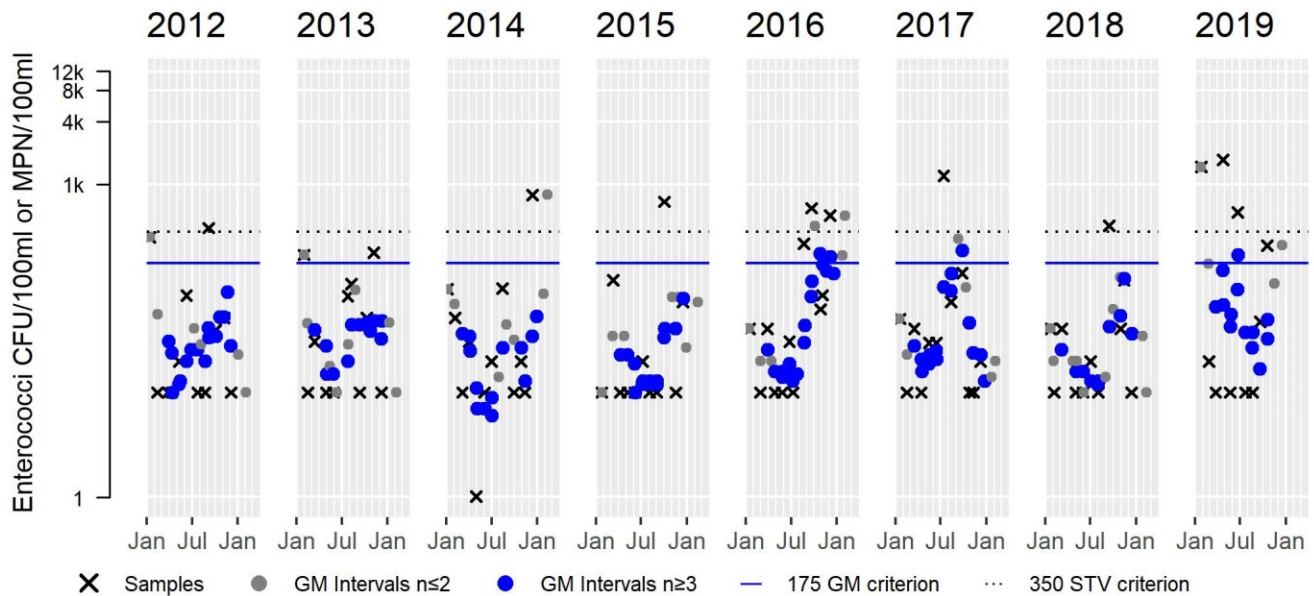 2012 2013 2014 2015 2016 2017 2018 2019
Enterococci CFU/100ml or MPN/100ml
12k
8k
4k
1k
1
Jan Jul Jan Jan Jul Jan Jan Jul Jan Jan Jul Jan Jan Jul Jan Jan Jul Jan Jan Jul Jan Jan Jul Jan
Samples GM Intervals n≤2 GM Intervals n≥3 175 GM criterion 350 STV criterion